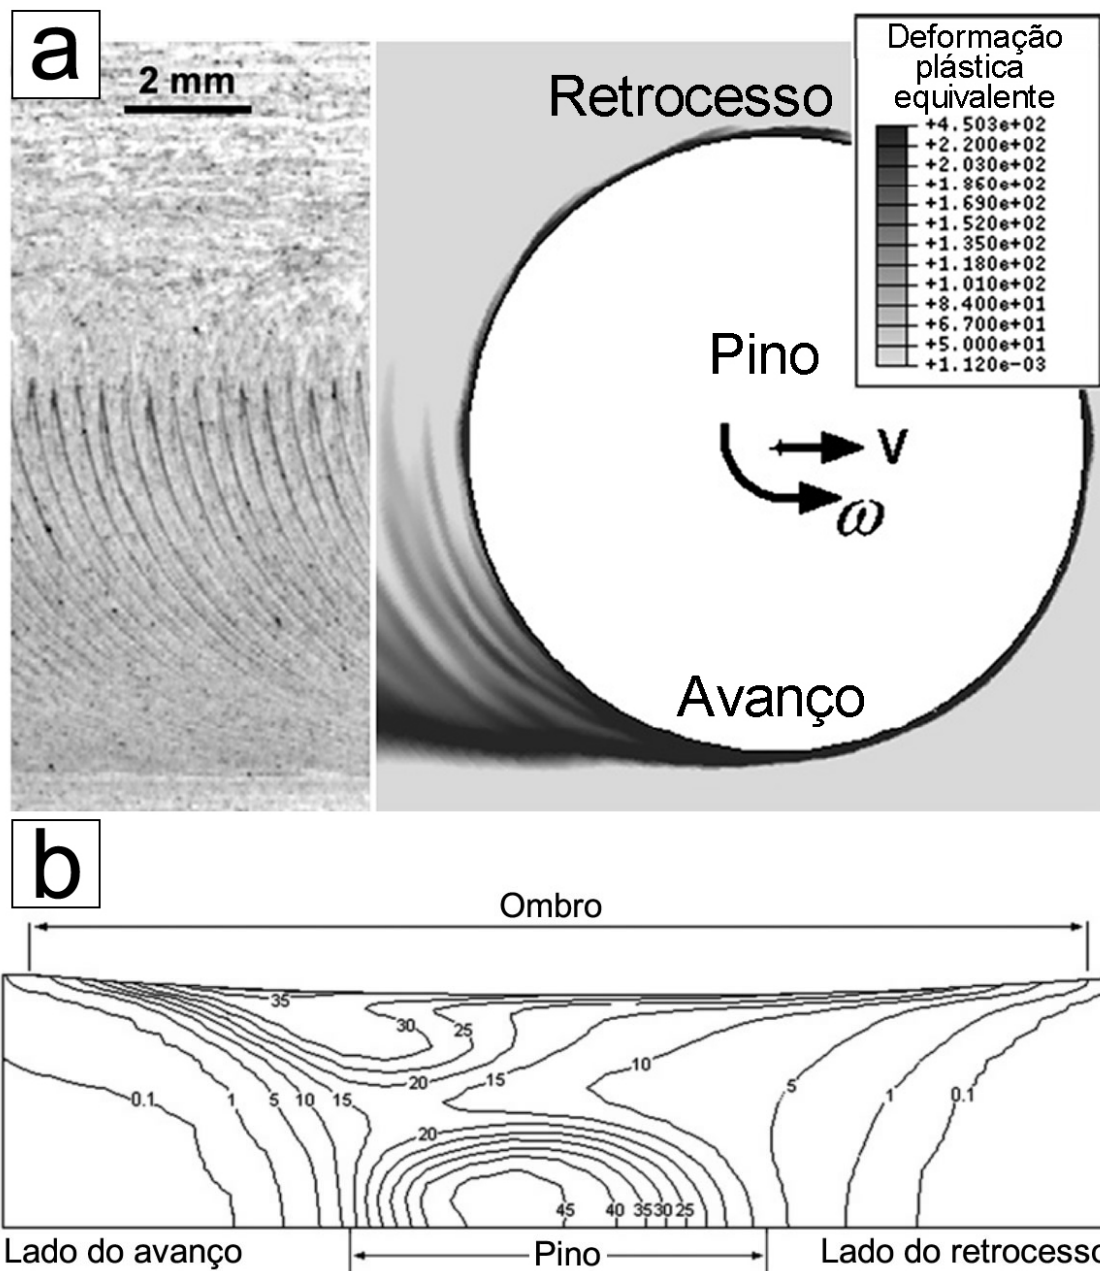 a
2 mm
Retrocesso
Deformação
plástica
equivalente
+4.503e+02
+2.200e+02
+2.030e+02
+1.860e+02
+1.690e+02
+1.520e+02
+1.350e+02
+1.180e+02
+1.010e+02
+8.400e+01
+6.700e+01
+5.000e+01
+1.120e-03
Pino
v
ω
Avanço
b
Ombro
35
30
25
20
15
10
5
1
0.1
0.1
1
5
10
15
20
45
40
35
30
25
Lado do avanço
Pino
Lado do retrocesso